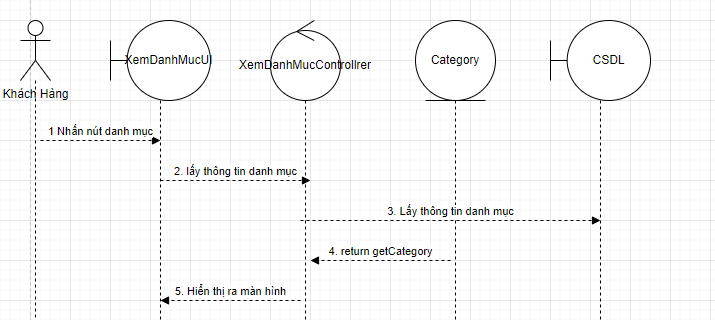 XemDanhMucUI
XemDanhMucControllrer
Category
CSDL
Khách Hàng
1 Nhấn nút danh mục
2. lấy thông tin danh mục
3. Lấy thông tin danh mục
4. return getCategory
5. Hiển thị ra màn hình